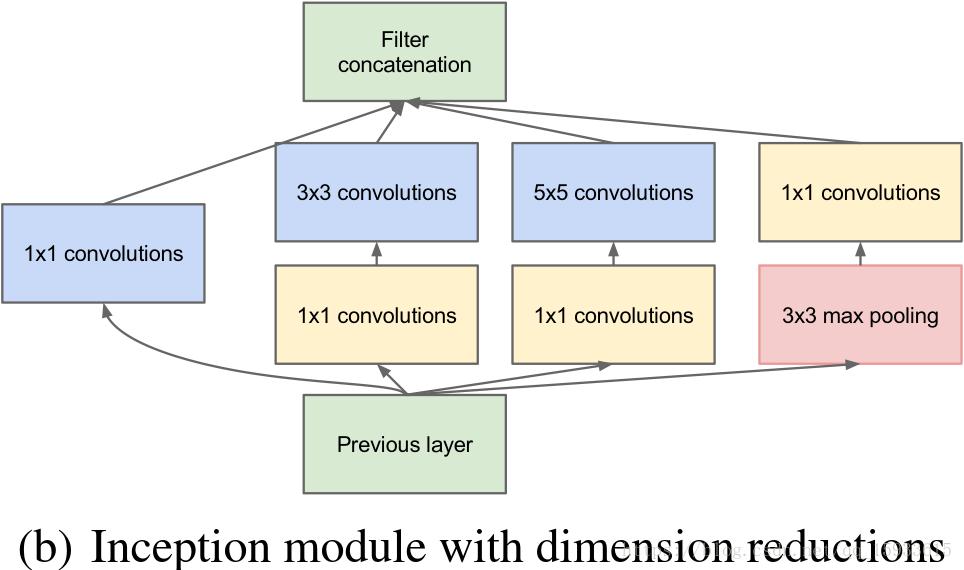 Filter
concatenation
3x3 convolutions
5x5 convolutions
1x1 convolutions
1x1 convolutions
1x1 convolutions
1x1 convolutions
3x3 max pooling
Previous layer
(b) Inception module with dimension reductions